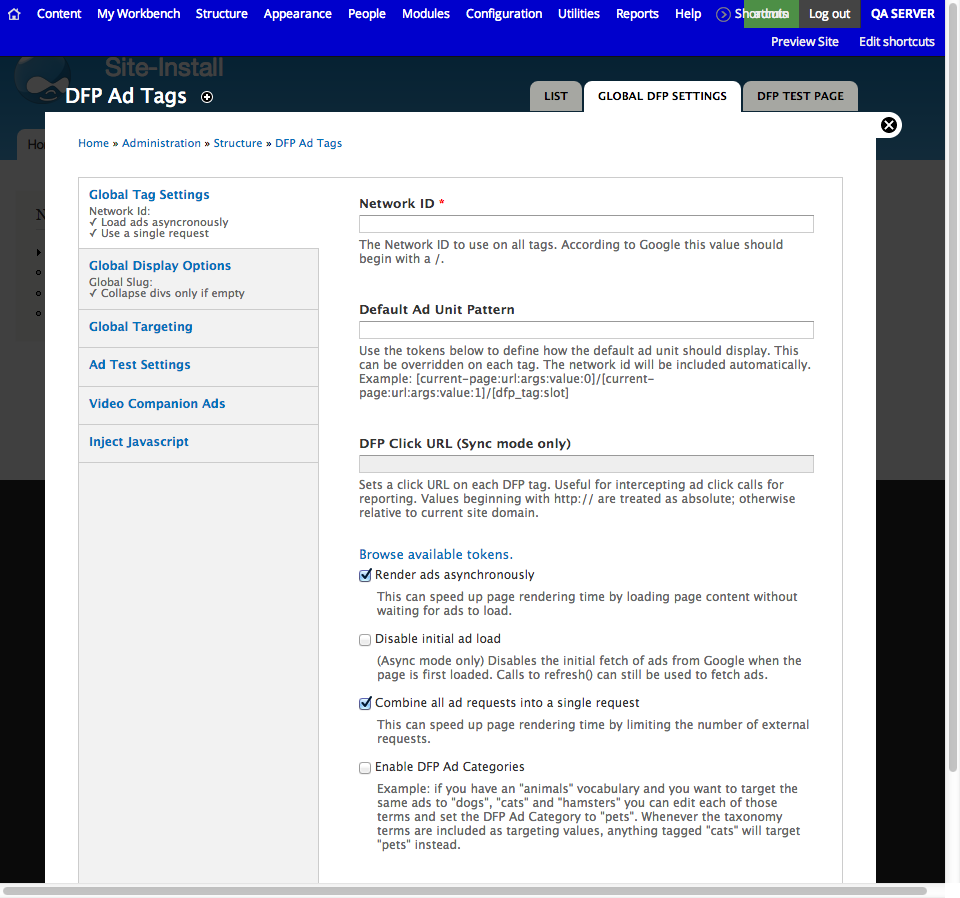 Content My Workbench Structure Appearance People Modules Configuration Utilities Reports Help Shortcuts Log out QA SERVER
Preview Site Edit shortcuts
Site-Install
DFP Ad Tags
LIST GLOBAL DFP SETTINGS DFP TEST PAGE
Home » Administration » Structure » DFP Ad Tags
Global Tag Settings
Network Id:
✓ Load ads asyncronously
✓ Use a single request
Global Display Options
Global Slug:
✓ Collapse divs only if empty
Global Targeting
Ad Test Settings
Video Companion Ads
Inject Javascript
Network ID *
The Network ID to use on all tags. According to Google this value should
begin with a /.
Default Ad Unit Pattern
Use the tokens below to define how the default ad unit should display. This
can be overridden on each tag. The network id will be included automatically.
Example: [current-page:url:args:value:0]/[current-
page:url:args:value:1]/[dfp_tag:slot]
DFP Click URL (Sync mode only)
Sets a click URL on each DFP tag. Useful for intercepting ad click calls for
reporting. Values beginning with http:// are treated as absolute; otherwise
relative to current site domain.
Browse available tokens.
Render ads asynchronously
This can speed up page rendering time by loading page content without
waiting for ads to load.
Disable initial ad load
(Async mode only) Disables the initial fetch of ads from Google when the
page is first loaded. Calls to refresh() can still be used to fetch ads.
Combine all ad requests into a single request
This can speed up page rendering time by limiting the number of external
requests.
Enable DFP Ad Categories
Example: if you have an "animals" vocabulary and you want to target the
same ads to "dogs", "cats" and "hamsters" you can edit each of those
terms and set the DFP Ad Category to "pets". Whenever the taxonomy
terms are included as targeting values, anything tagged "cats" will target
"pets" instead.